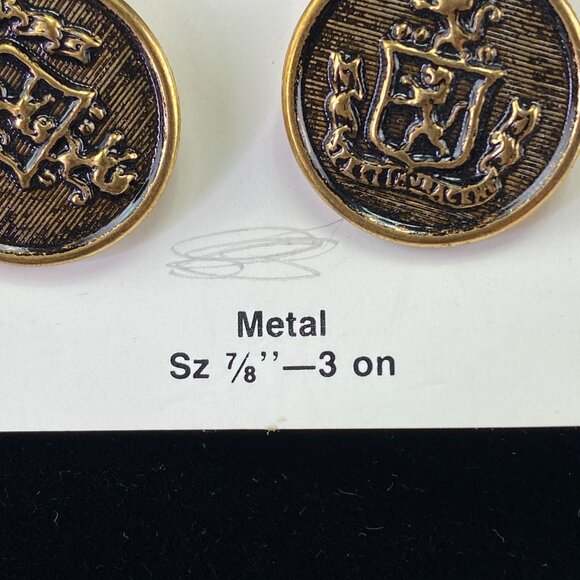 Metal
Sz ⅞’’—3 on